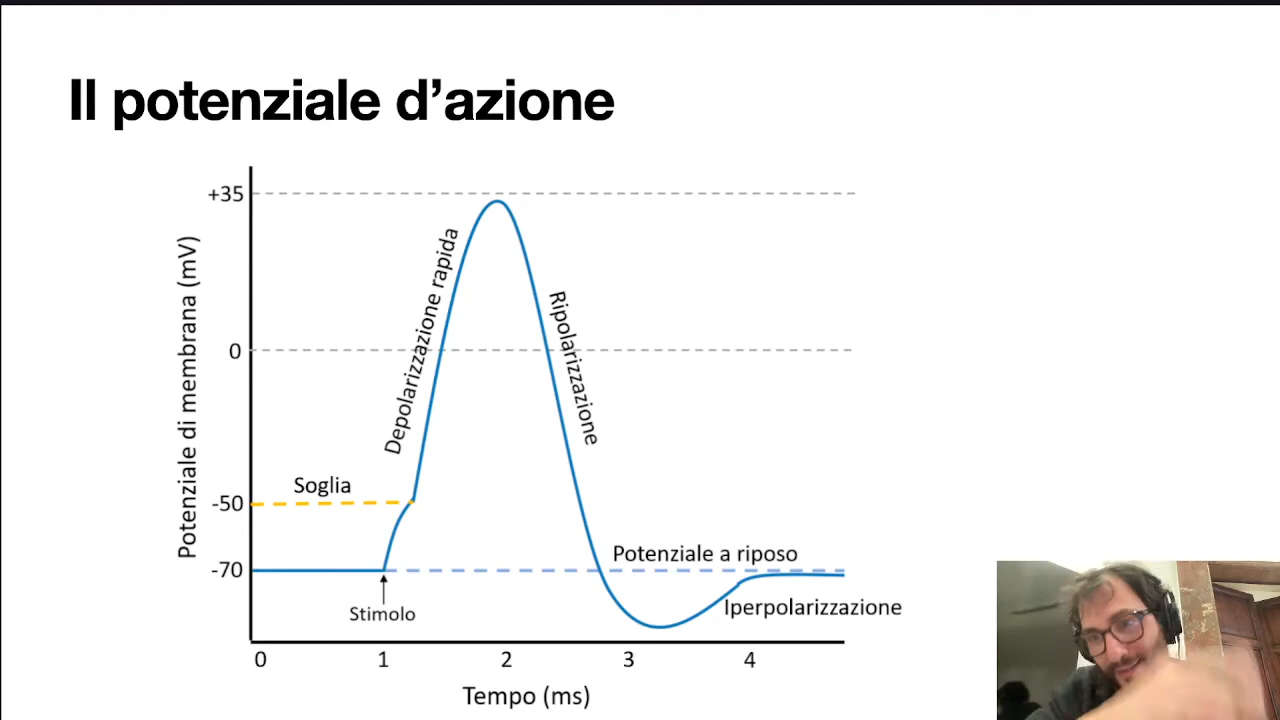 Il potenziale d’azione
+35
0
-50
-70
Potenziale di membrana (mV)
Depolarizzazione rapida
Ripolarizzazione
Soglia
Potenziale a riposo
Stimolo
Iperpolarizzazione
0 1 2 3 4
Tempo (ms)